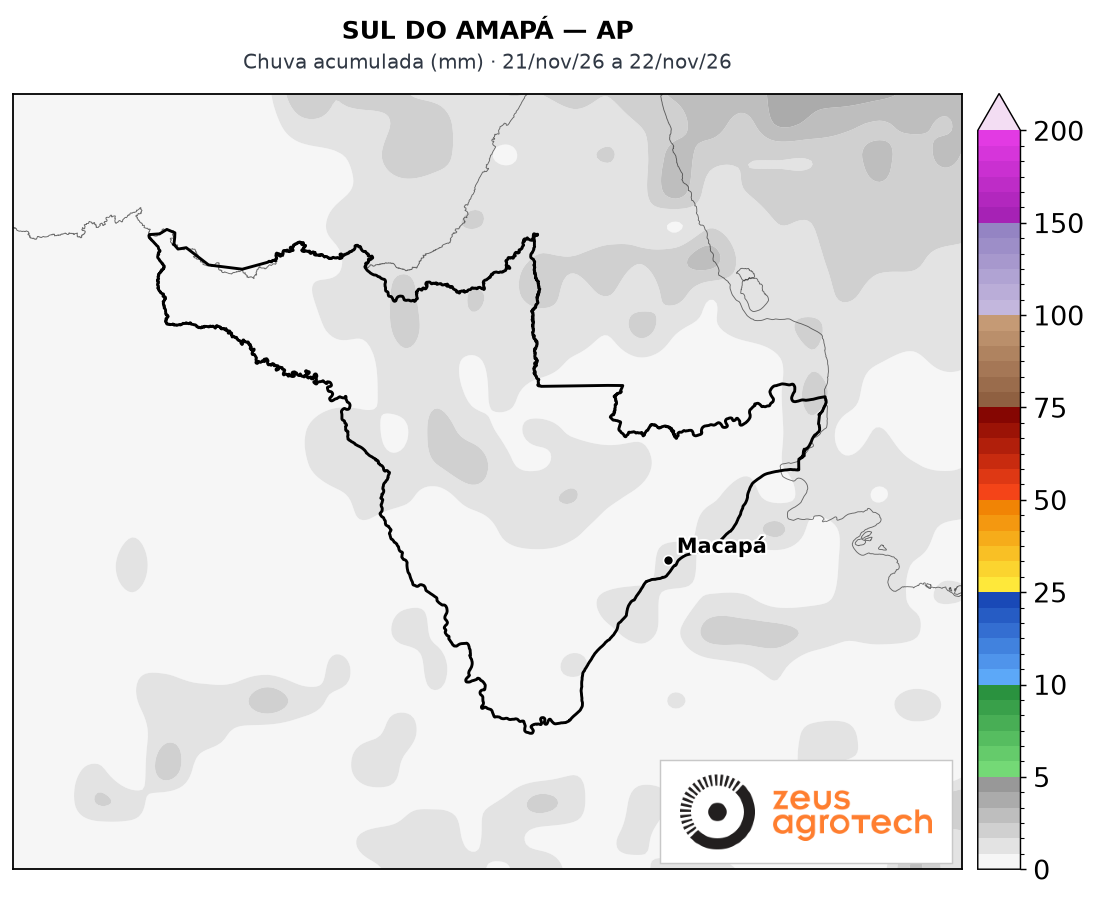 SUL DO AMAPÁ — AP
Chuva acumulada (mm) · 21/nov/26 a 22/nov/26
200
150
100
75
50
25
10
5
0
Macapá
zeus
agrotech